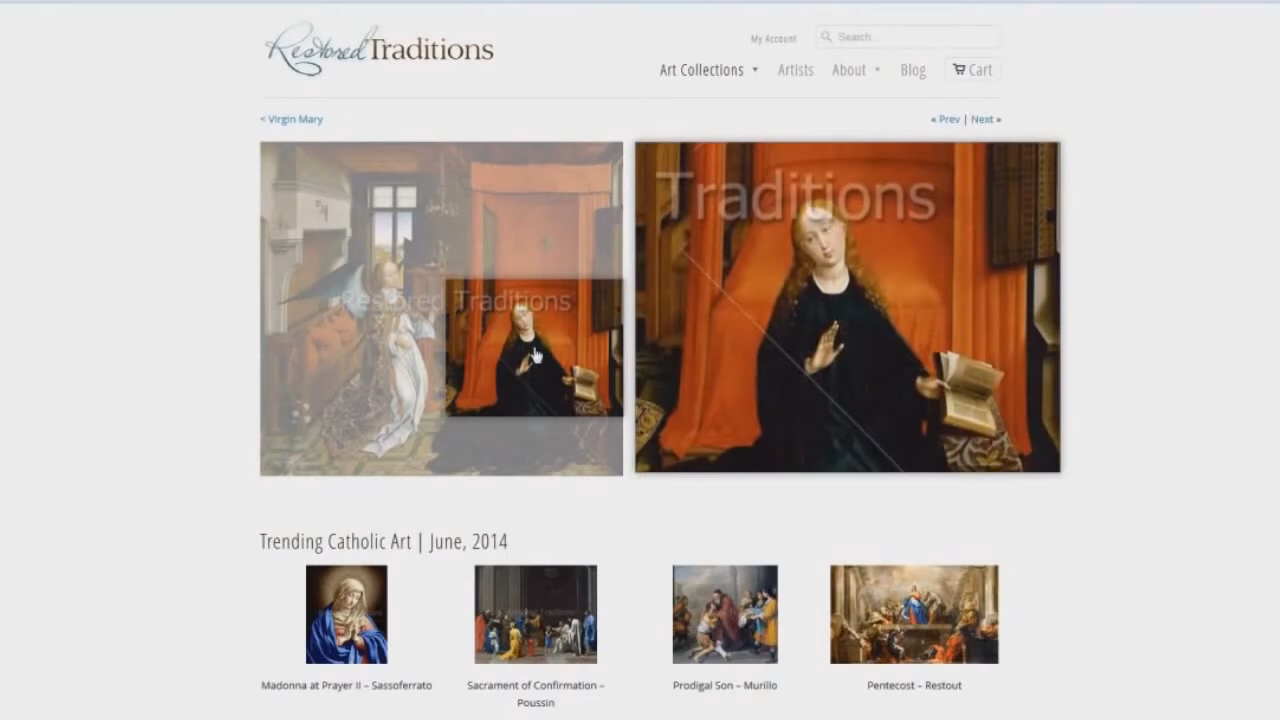 Restored Traditions
My Account
Search...
Art Collections ▼ Artists About ▼ Blog Cart
< Virgin Mary
« Prev | Next »
Traditions
Restored Traditions
Trending Catholic Art | June, 2014
Madonna at Prayer II – Sassoferrato
Sacrament of Confirmation –
Poussin
Prodigal Son – Murillo
Pentecost – Restout